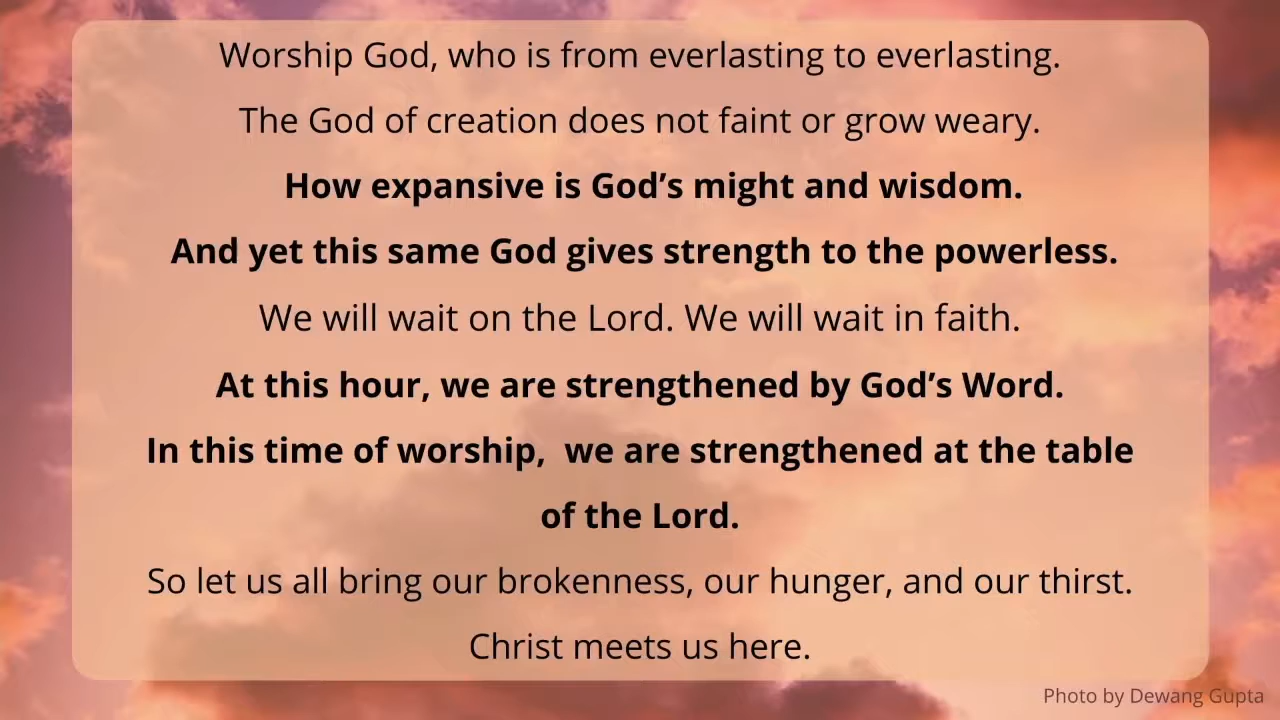 Worship God, who is from everlasting to everlasting.
The God of creation does not faint or grow weary.
How expansive is God’s might and wisdom.
And yet this same God gives strength to the powerless.
We will wait on the Lord. We will wait in faith.
At this hour, we are strengthened by God’s Word.
In this time of worship,  we are strengthened at the table
of the Lord.
So let us all bring our brokenness, our hunger, and our thirst.
Christ meets us here.
Photo by Dewang Gupta